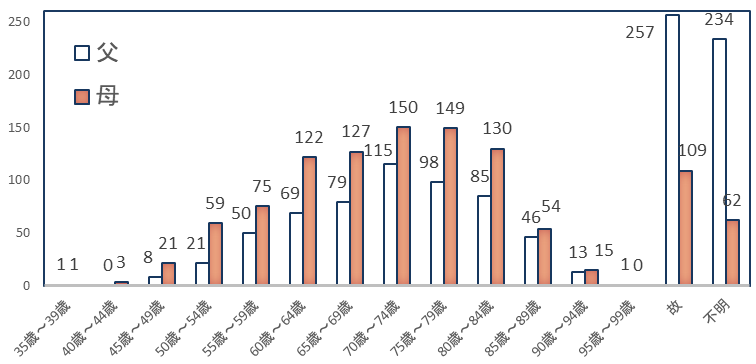 250
200
150
100
50
0
父
母
1 1
0 3
8 21
21 59
50 75
69 122
79 127
115 150
98 149
85 130
46 54
13 15
1 0
257 109
234 62
35歳～39歳
40歳～44歳
45歳～49歳
50歳～54歳
55歳～59歳
60歳～64歳
65歳～69歳
70歳～74歳
75歳～79歳
80歳～84歳
85歳～89歳
90歳～94歳
95歳～99歳
故
不明